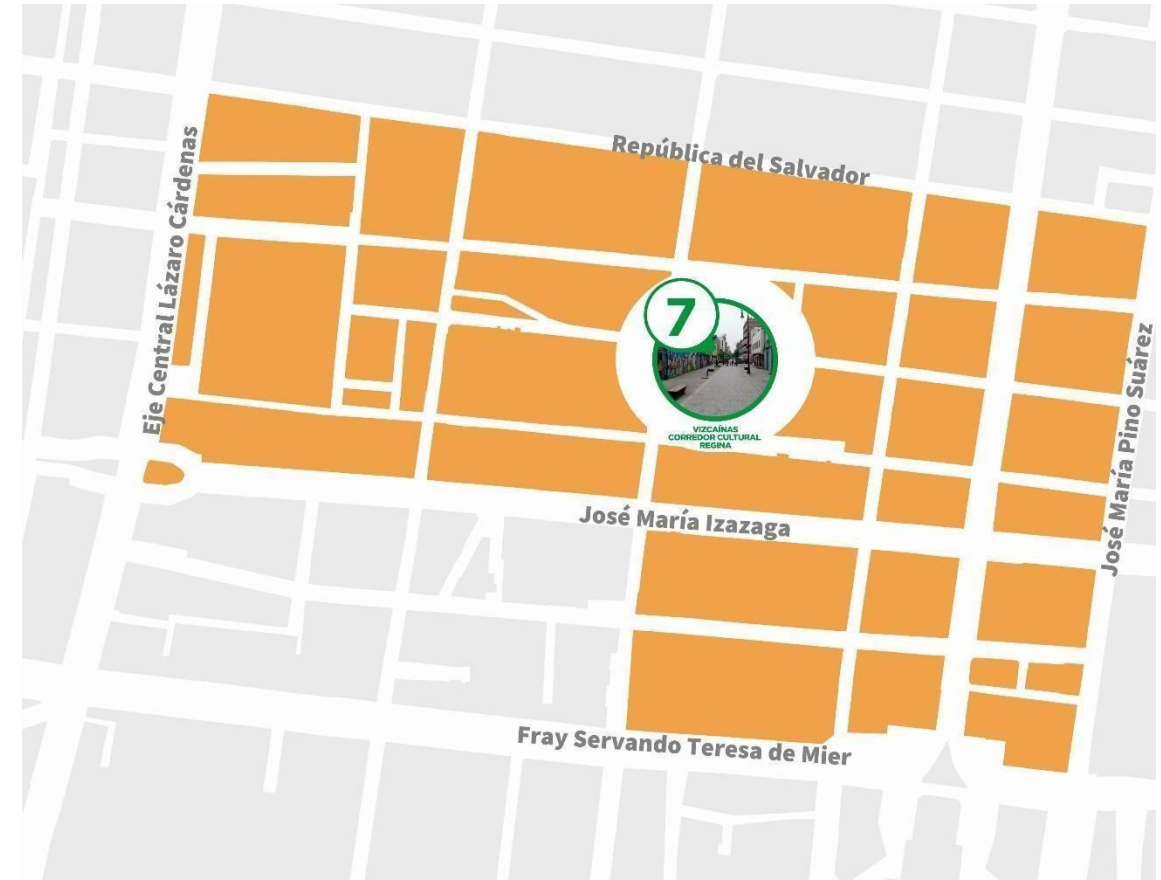 República del Salvador
Eje Central Lázaro Cárdenas
7
VIZCAÍNAS
CORREDOR CULTURAL
REGINA
José María Pino Suárez
José María Izazaga
Fray Servando Teresa de Mier